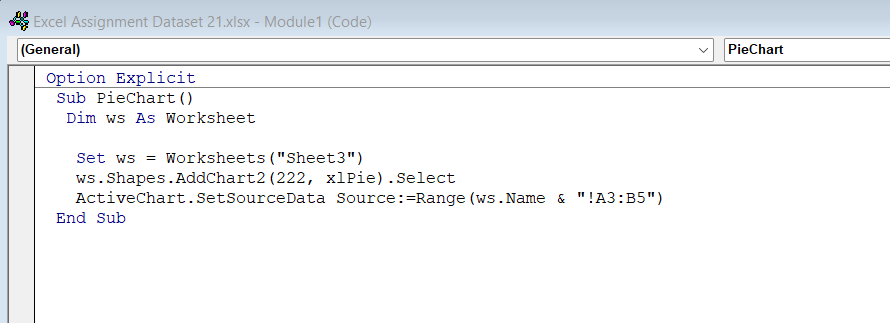 Excel Assignment Dataset 21.xlsx - Module1 (Code)
(General) PieChart
Option Explicit
Sub PieChart()
Dim ws As Worksheet
Set ws = Worksheets("Sheet3")
ws.Shapes.AddChart2(222, xlPie).Select
ActiveChart.SetSourceData Source:=Range(ws.Name & "!A3:B5")
End Sub